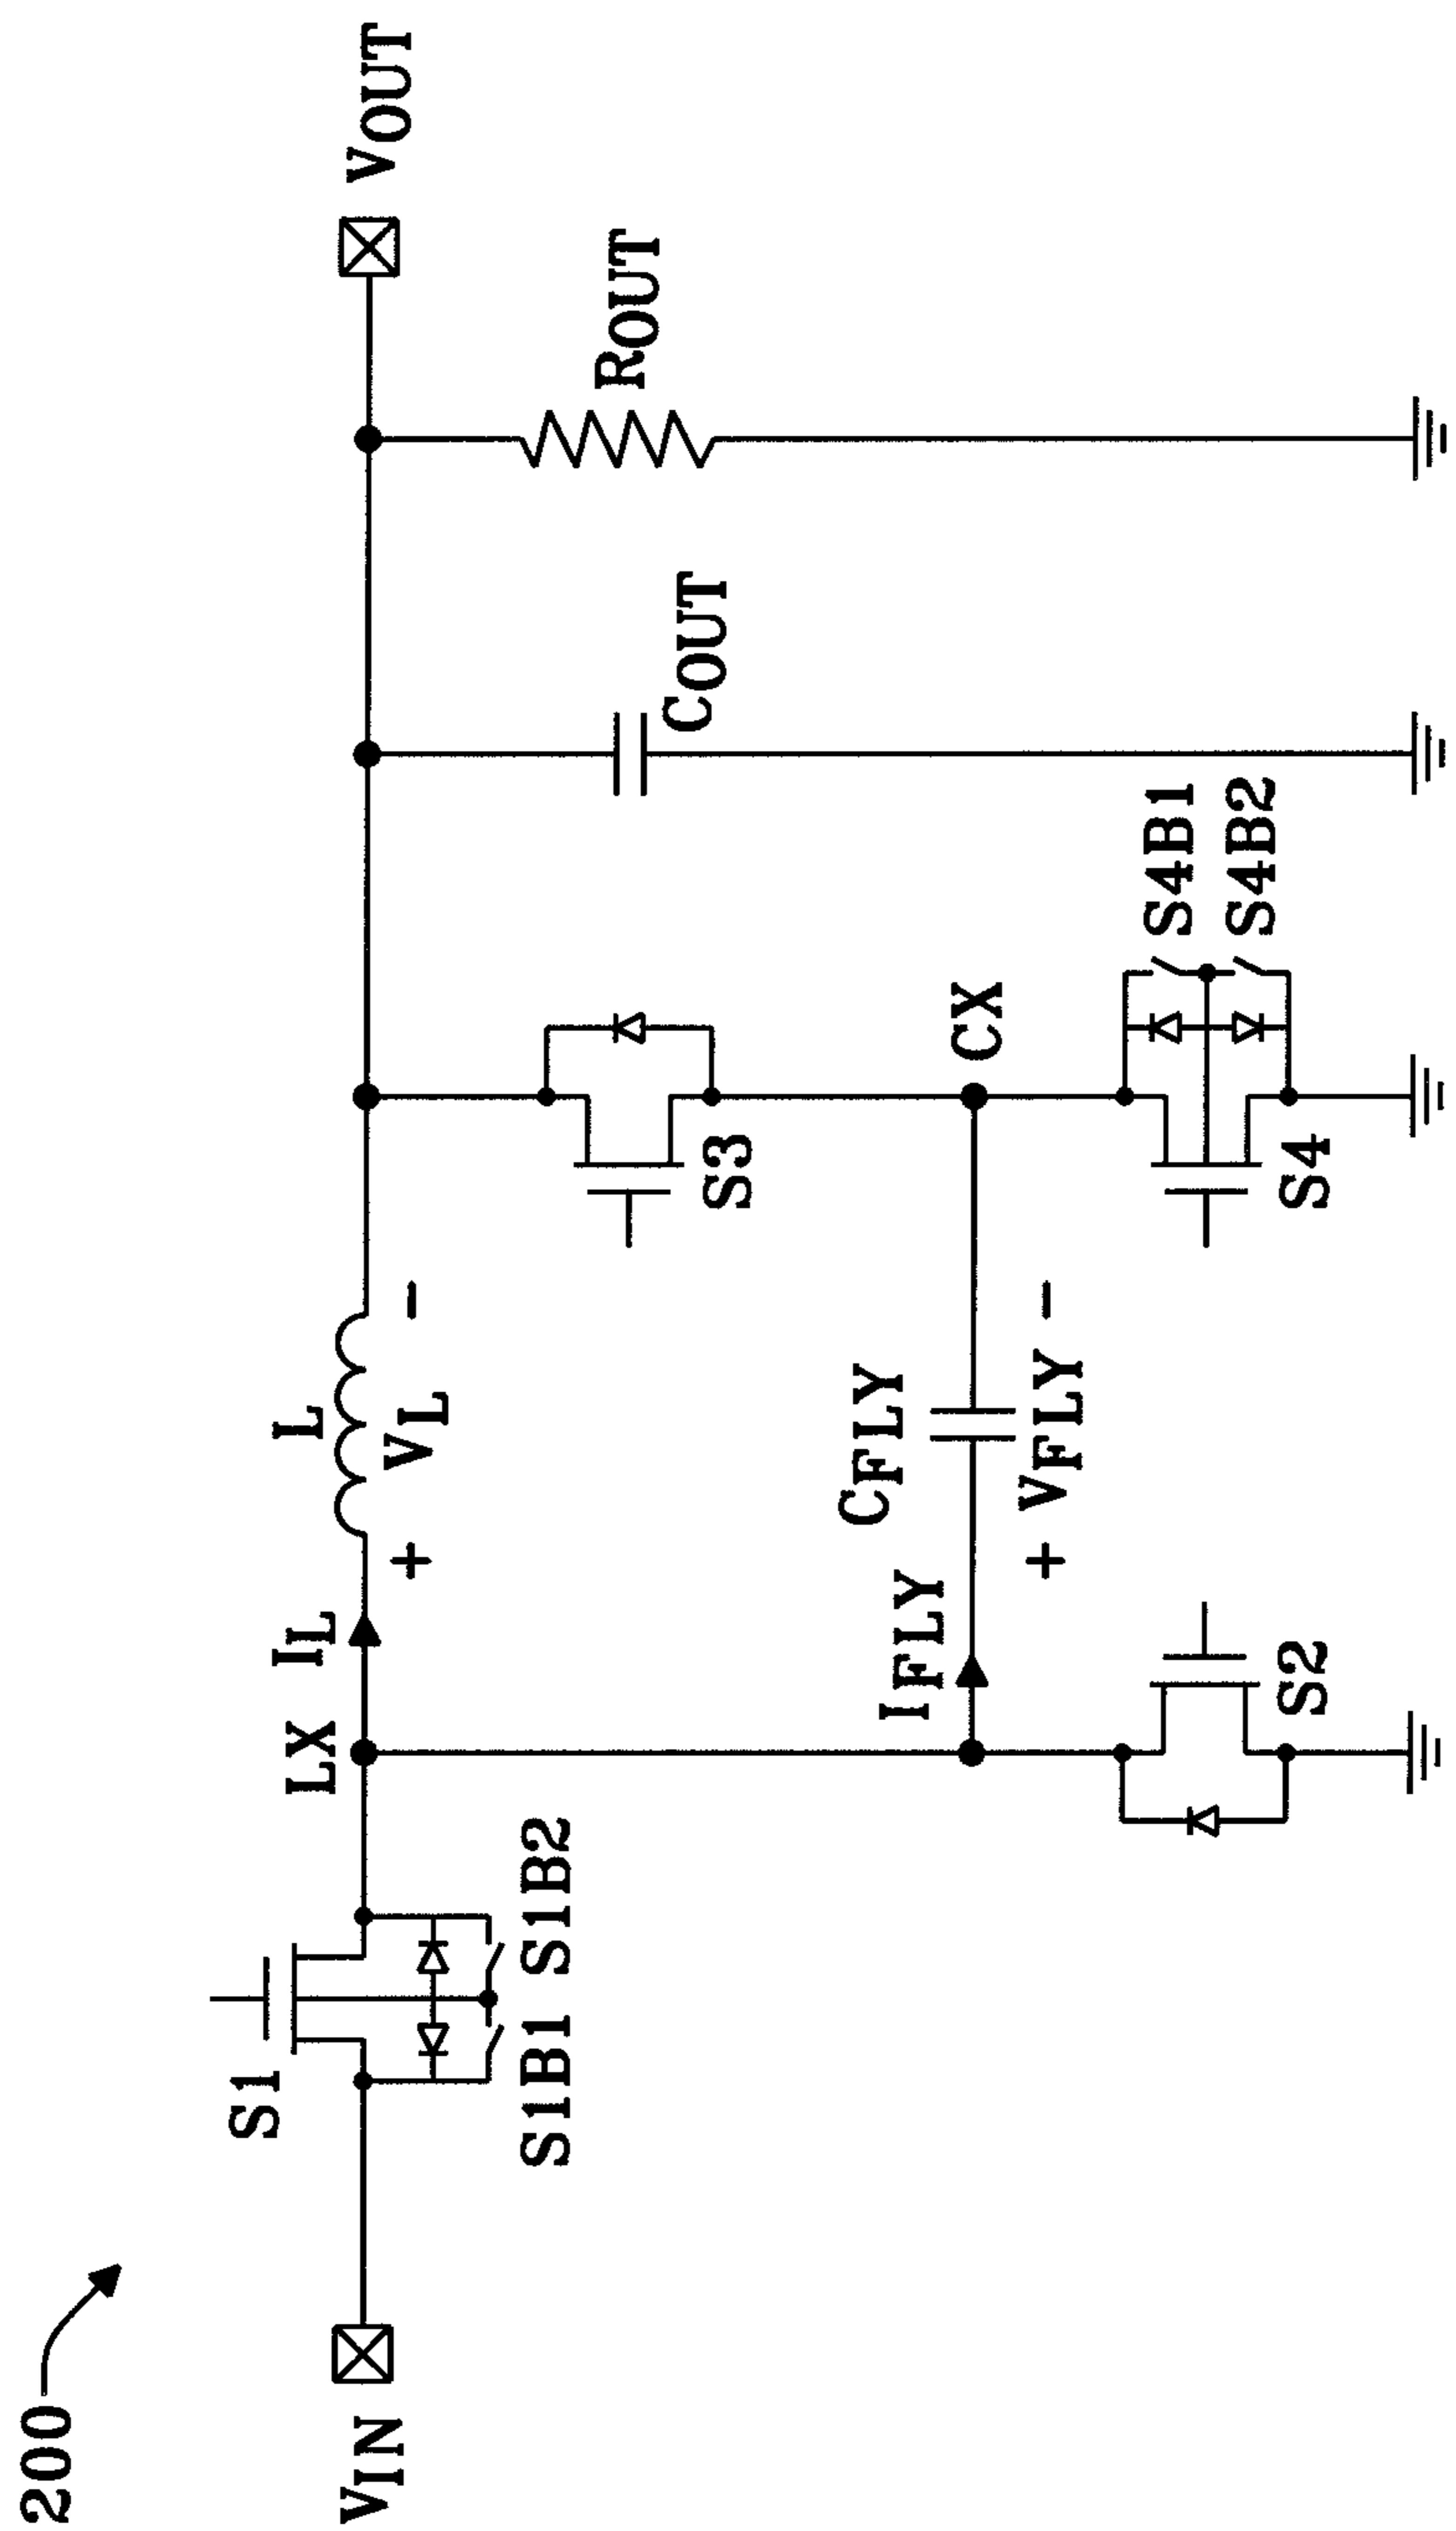 200
S1
LX IL
L
VIN
+ VL -
VOUT
S1B1 S1B2
ROUT
COUT
S3
CFLY
IFLY
CX
+ VFLY -
S4B1
S4B2
S2
S4